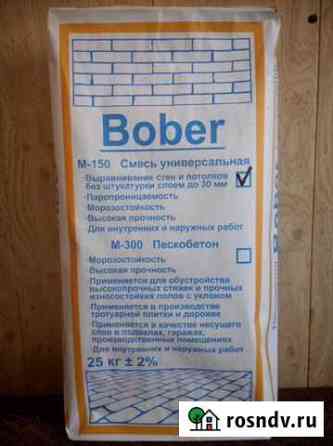 Bober
М-150 Смесь универсальная
·Выравнивание стен и потолков
без штукатурки слоем до 30 мм
·Паропроницаемость
·Морозостойкость
·Высокая прочность
·Для внутренних и наружных работ
М-300 Пескобетон
·Морозостойкость
·Высокая прочность
·Применяется для обустройства
высокопрочных стяжек и прочных
износостойких полов с уклоном
·Применяется в производстве
тротуарной плитки и дорожек
·Применяется в качестве несущего
слоя в подвалах, гаражах,
производственных помещениях
·Для внутренних и наружных работ
25 кг ± 2%
Bober
rosndv.ru